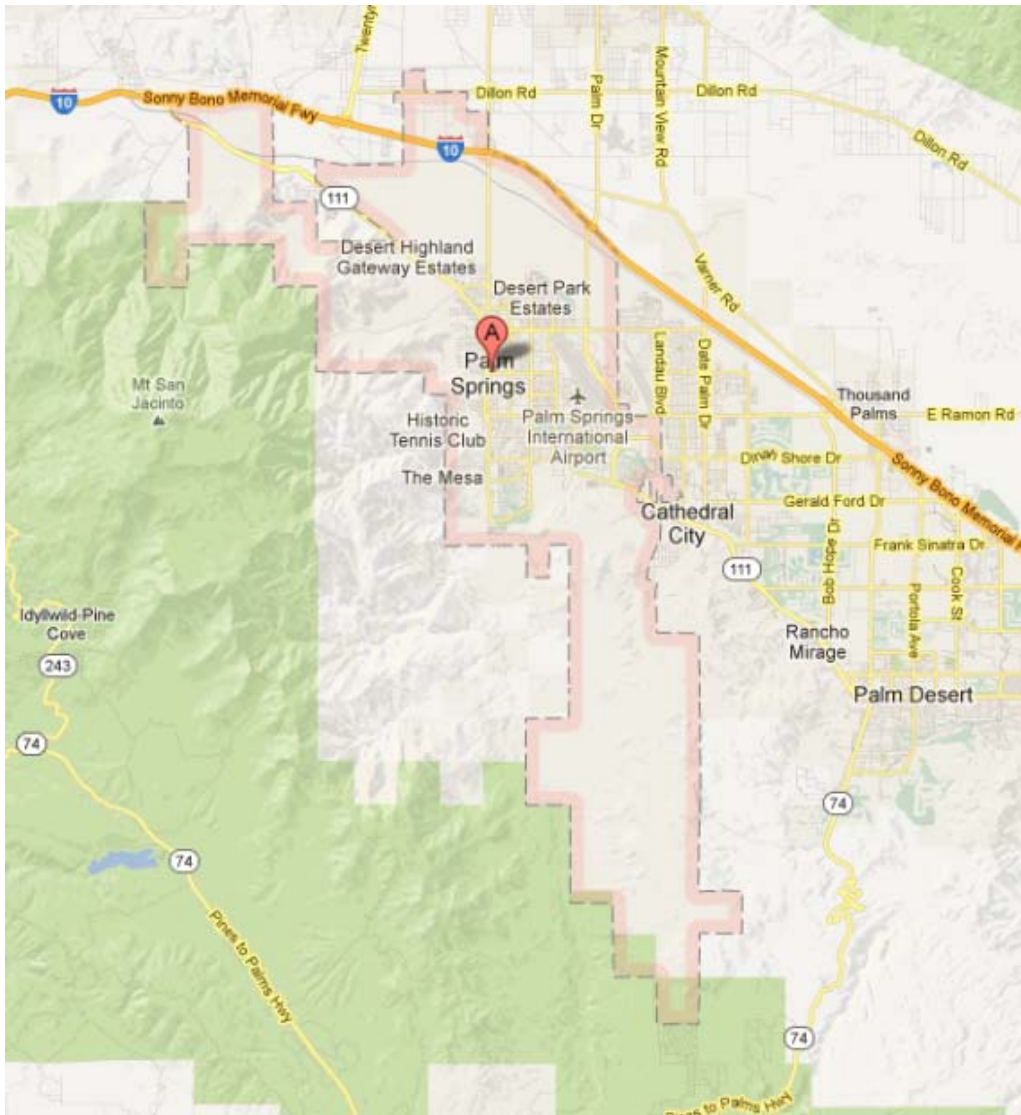 Twentyn
10
Sonny Bono Memorial Fwy
Dillon Rd
Palm Dr
Mountain View Rd
Dillon Rd
10
Dillon Rd
111
Desert Highland
Gateway Estates
Desert Park
Estates
Varner Rd
A
Palm
Springs
Landau Blvd
Date Palm Dr
Mt San
Jacinto
Thousand
Palms
Historic
Tennis Club
Palm Springs
International
Airport
E Ramon Rd
The Mesa
Dinah Shore Dr
Sonny Bono Memorial F
Cathedral
City
Gerald Ford Dr
Bob Hope Dr
Frank Sinatra Dr
111
Portola Ave
Cook St
Idyllwild-Pine
Cove
243
Rancho
Mirage
Palm Desert
74
74
74
Pines to Palms Hwy
74
Pines to Palms Hwy